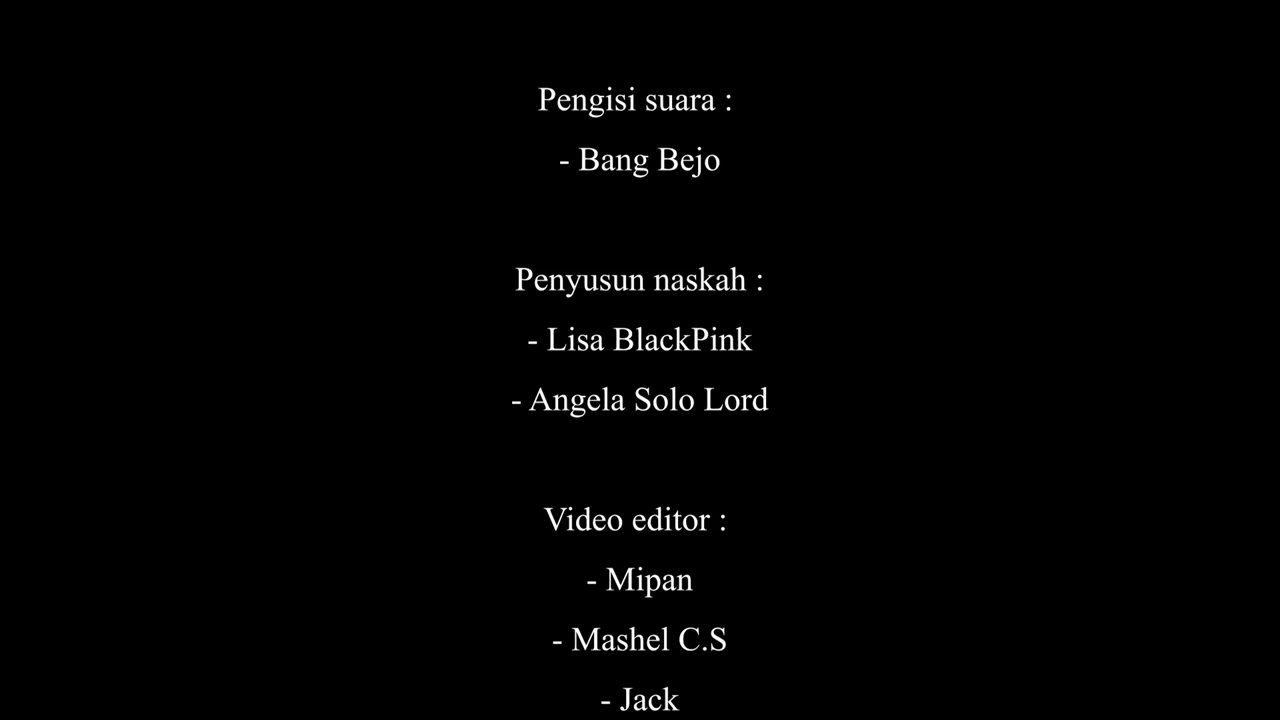 Pengisi suara :
- Bang Bejo
Penyusun naskah :
- Lisa BlackPink
- Angela Solo Lord
Video editor :
- Mipan
- Mashel C.S
- Jack